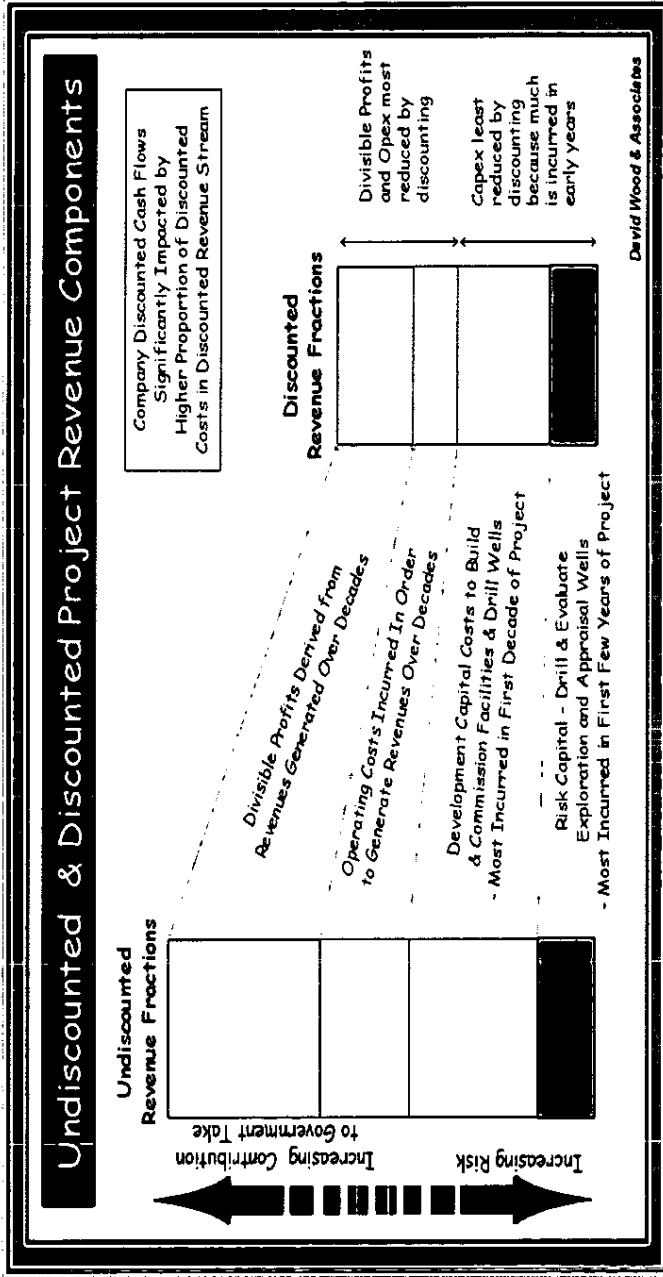 Undiscounted & Discounted Project Revenue Components
Company Discounted Cash Flows
Significantly Impacted by
Higher Proportion of Discounted
Costs in Discounted Revenue Stream
Undiscounted
Revenue Fractions
Discounted
Revenue Fractions
Increasing Contribution
to Government Take
Increasing Risk
Divisible Profits Derived from
Revenues Generated Over Decades
Operating Costs Incurred In Order
to Generate Revenues Over Decades
Development Capital Costs to Build
& Commission Facilities & Drill Wells
- Most Incurred in First Decade of Project
Risk Capital - Drill & Evaluate
Exploration and Appraisal Wells
- Most Incurred in First Few Years of Project
Divisible Profits
and Opex most
reduced by
discounting
Capex least
reduced by
discounting
because much
is incurred in
early years
David Wood & Associates